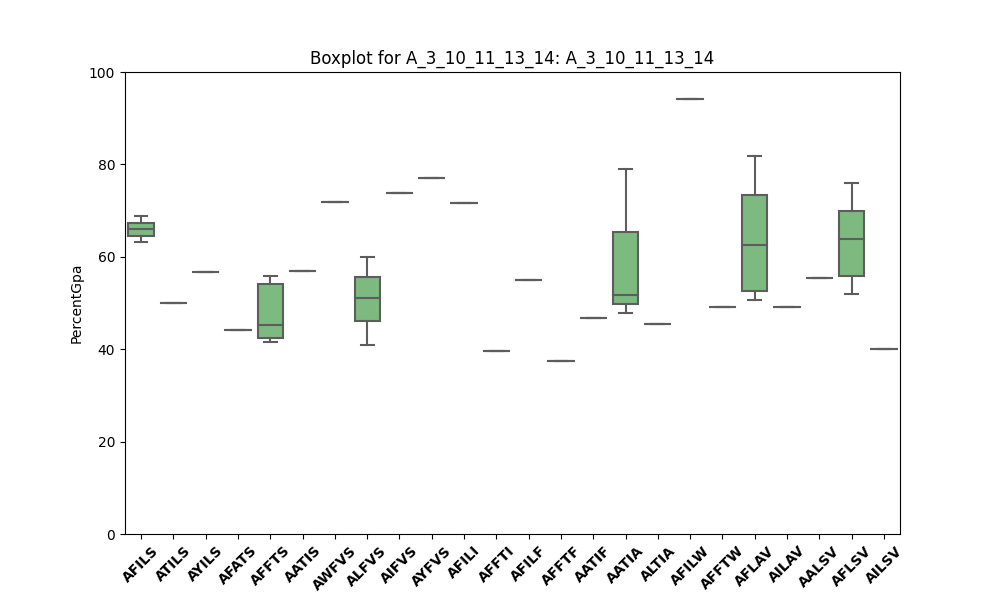 Boxplot for A_3_10_11_13_14: A_3_10_11_13_14
100
80
60
40
20
0
PercentGpa
AFILS ATILS AYILS AFATS AFFTS AATIS AWFVS ALFVS AIFVS AYFVS AFILI AFFTI AFILF AFFTF AATIF AATIA ALTIA AFILW AFFTW AFLAV AILAV AALSV AFLSV AILSV